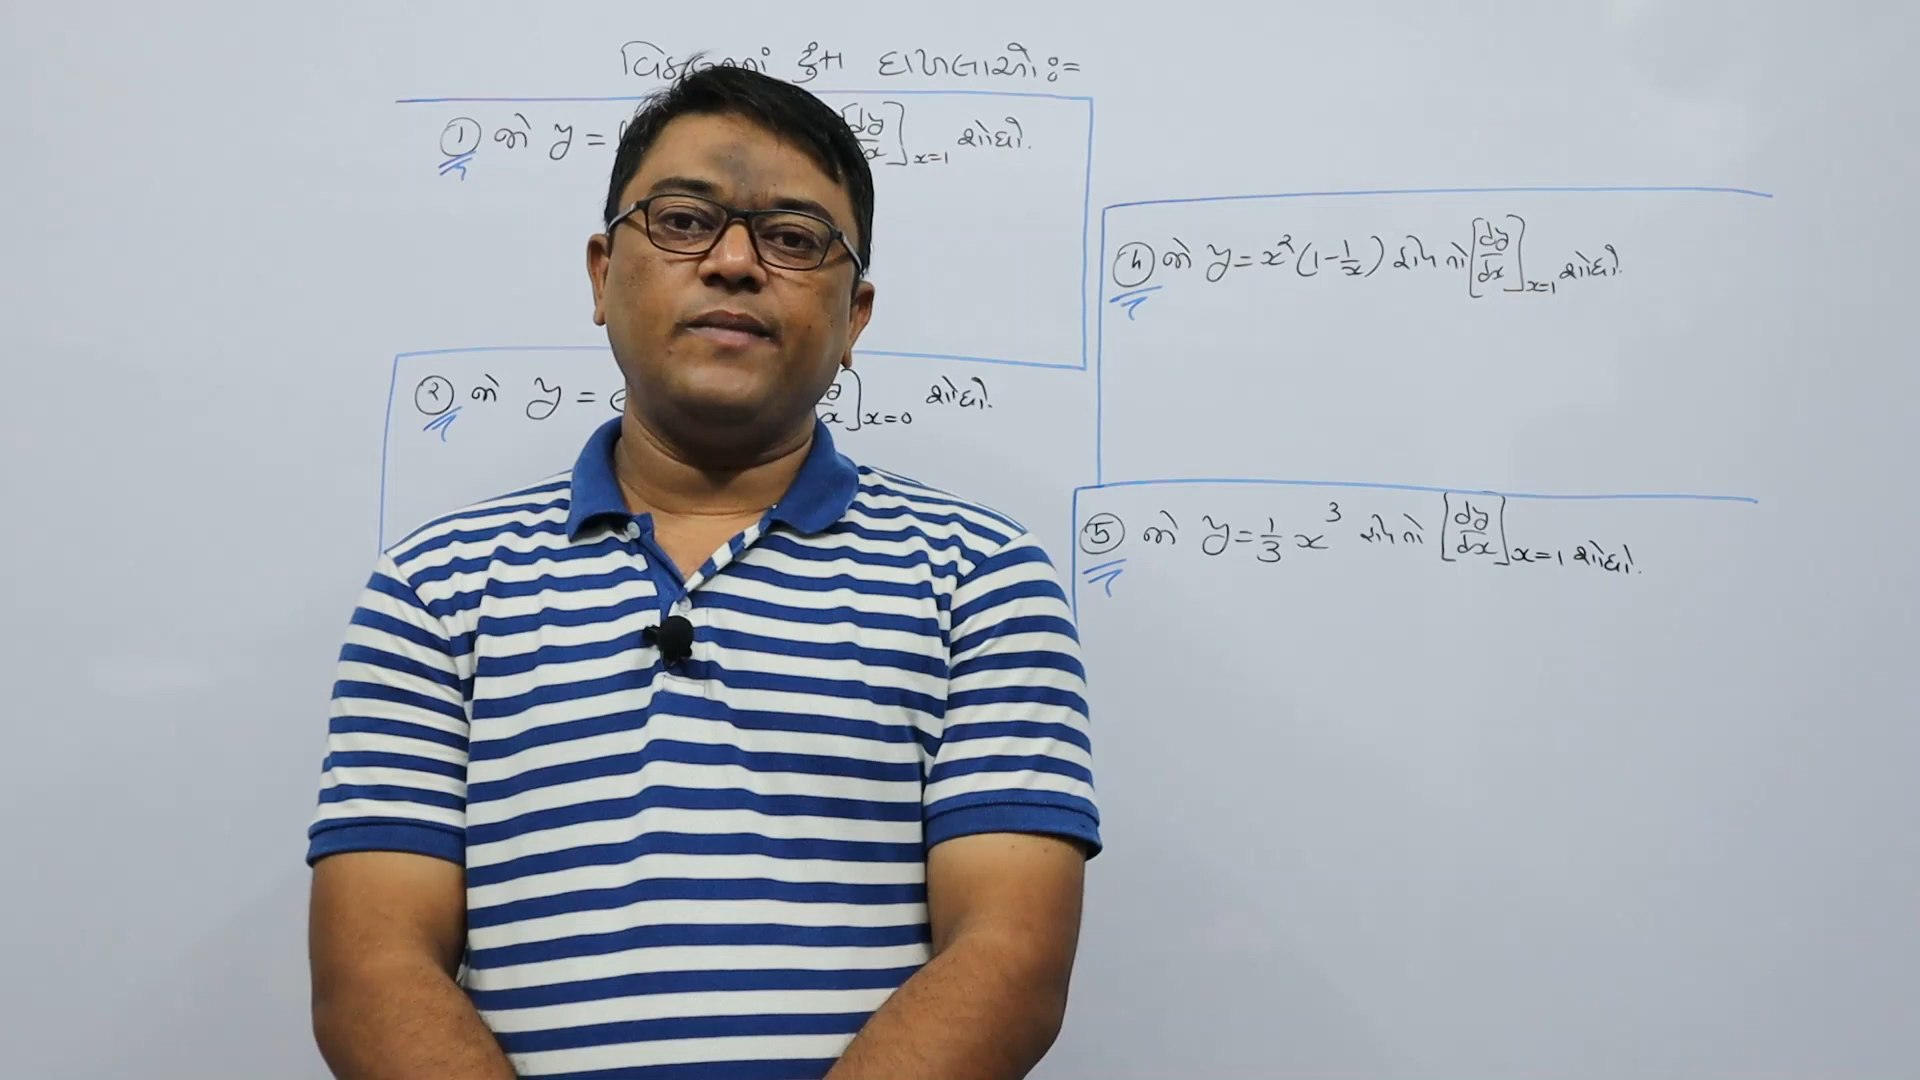 ટૂંકા દાખલાઓ :=
① જો y = [dy/dx]x=1 શોધો.
② જો y = [dy/dx]x=0 શોધો.
④ જો y = x²(1 - 1/x) હોય તો [dy/dx]x=1 શોધો.
⑤ જો y = 1/3 x³ હોય તો [dy/dx]x=1 શોધો.